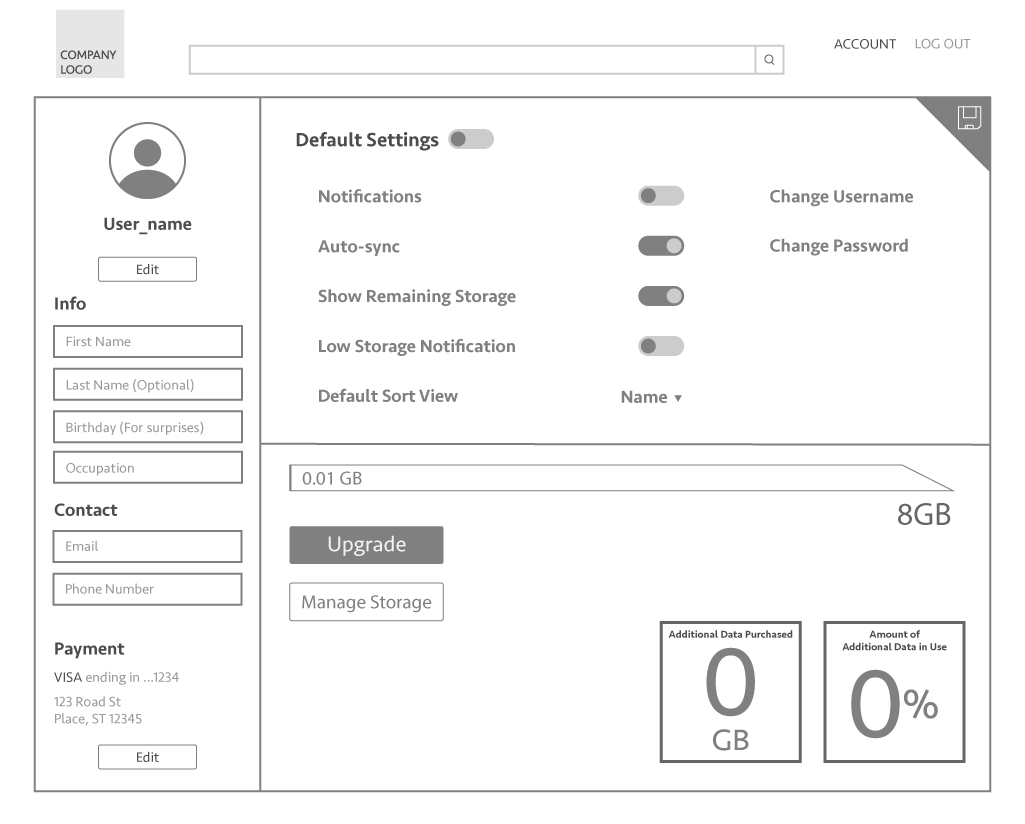 COMPANY
LOGO
ACCOUNT
LOG OUT
User_name
Edit
Info
First Name
Last Name (Optional)
Birthday (For surprises)
Occupation
Contact
Email
Phone Number
Payment
VISA ending in ...1234
123 Road St
Place, ST 12345
Edit
Default Settings
Notifications
Change Username
Auto-sync
Change Password
Show Remaining Storage
Low Storage Notification
Default Sort View
Name ▾
0.01 GB
8GB
Upgrade
Manage Storage
Additional Data Purchased
0
GB
Amount of
Additional Data in Use
0%